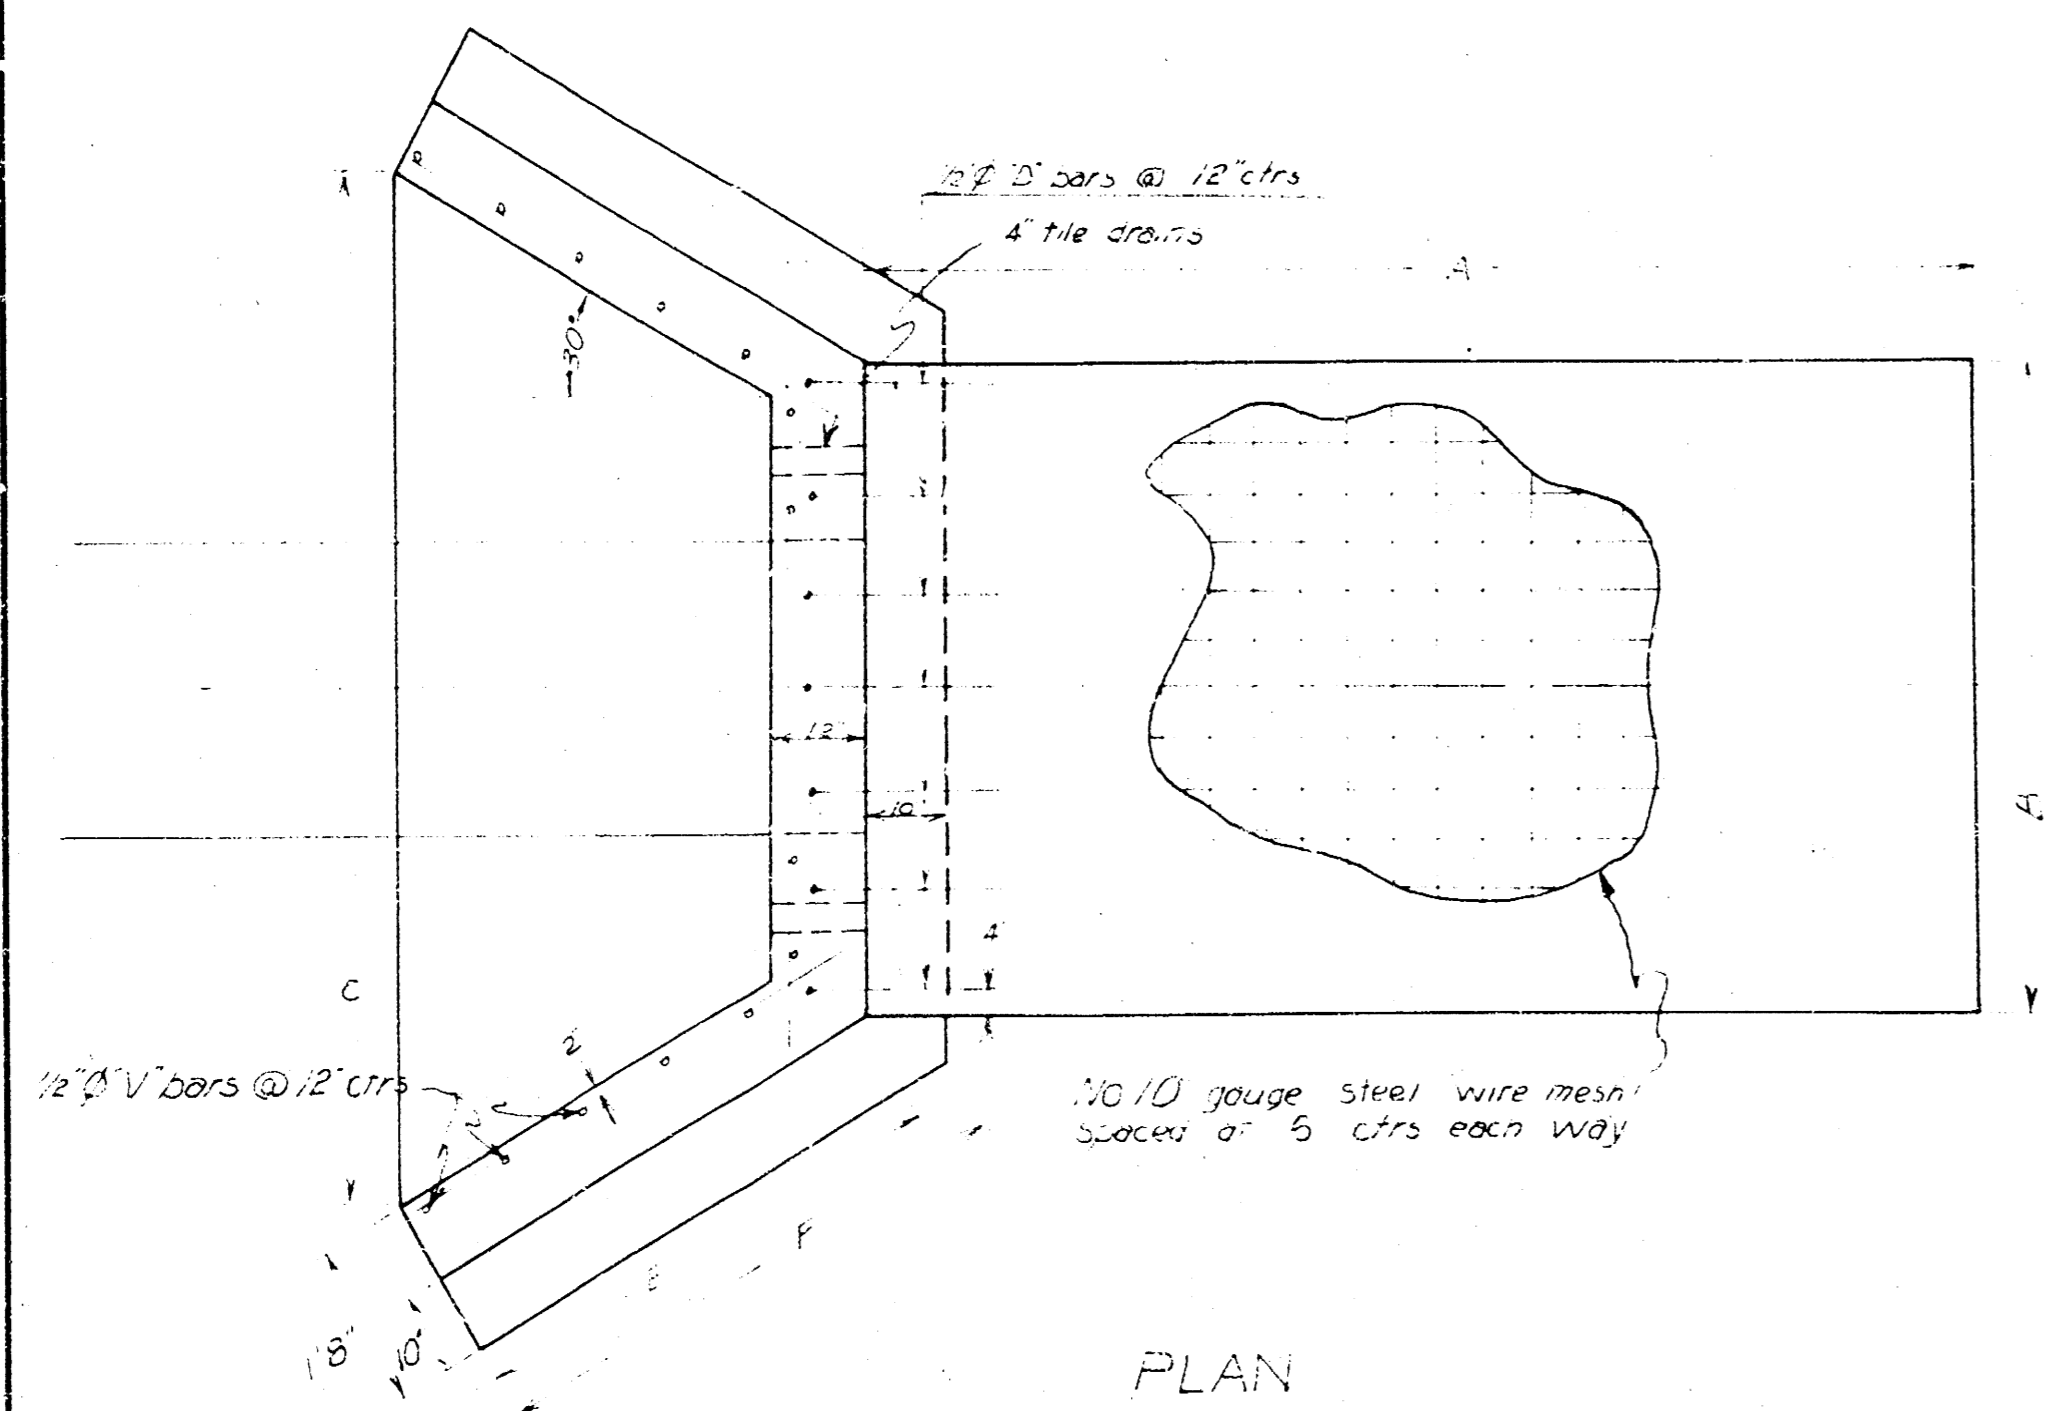 1/2"φ "D" bars @ 12" ctrs
4" tile drains
A
30°
12"
10"
A
4"
C
2"
1/2"φ "V" bars @ 12" ctrs
2"
No 10 gauge steel wire mesh
spaced at 5" ctrs each way
F
E
1'8"
10"
PLAN